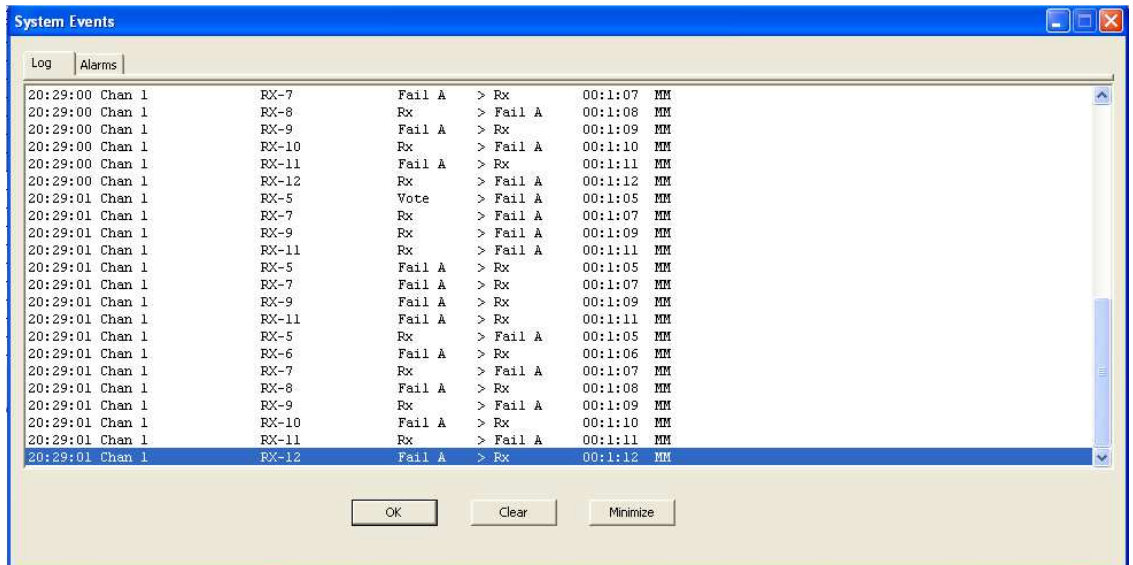 System Events
Log Alarms
20:29:00 Chan 1 RX-7 Fail A > Rx 00:1:07 MM
20:29:00 Chan 1 RX-8 Rx > Fail A 00:1:08 MM
20:29:00 Chan 1 RX-9 Fail A > Rx 00:1:09 MM
20:29:00 Chan 1 RX-10 Rx > Fail A 00:1:10 MM
20:29:00 Chan 1 RX-11 Fail A > Rx 00:1:11 MM
20:29:00 Chan 1 RX-12 Rx > Fail A 00:1:12 MM
20:29:01 Chan 1 RX-5 Vote > Fail A 00:1:05 MM
20:29:01 Chan 1 RX-7 Rx > Fail A 00:1:07 MM
20:29:01 Chan 1 RX-9 Rx > Fail A 00:1:09 MM
20:29:01 Chan 1 RX-11 Rx > Fail A 00:1:11 MM
20:29:01 Chan 1 RX-5 Fail A > Rx 00:1:05 MM
20:29:01 Chan 1 RX-7 Fail A > Rx 00:1:07 MM
20:29:01 Chan 1 RX-9 Fail A > Rx 00:1:09 MM
20:29:01 Chan 1 RX-11 Fail A > Rx 00:1:11 MM
20:29:01 Chan 1 RX-5 Rx > Fail A 00:1:05 MM
20:29:01 Chan 1 RX-6 Fail A > Rx 00:1:06 MM
20:29:01 Chan 1 RX-7 Rx > Fail A 00:1:07 MM
20:29:01 Chan 1 RX-8 Fail A > Rx 00:1:08 MM
20:29:01 Chan 1 RX-9 Rx > Fail A 00:1:09 MM
20:29:01 Chan 1 RX-10 Fail A > Rx 00:1:10 MM
20:29:01 Chan 1 RX-11 Rx > Fail A 00:1:11 MM
20:29:01 Chan 1 RX-12 Fail A > Rx 00:1:12 MM
OK Clear Minimize